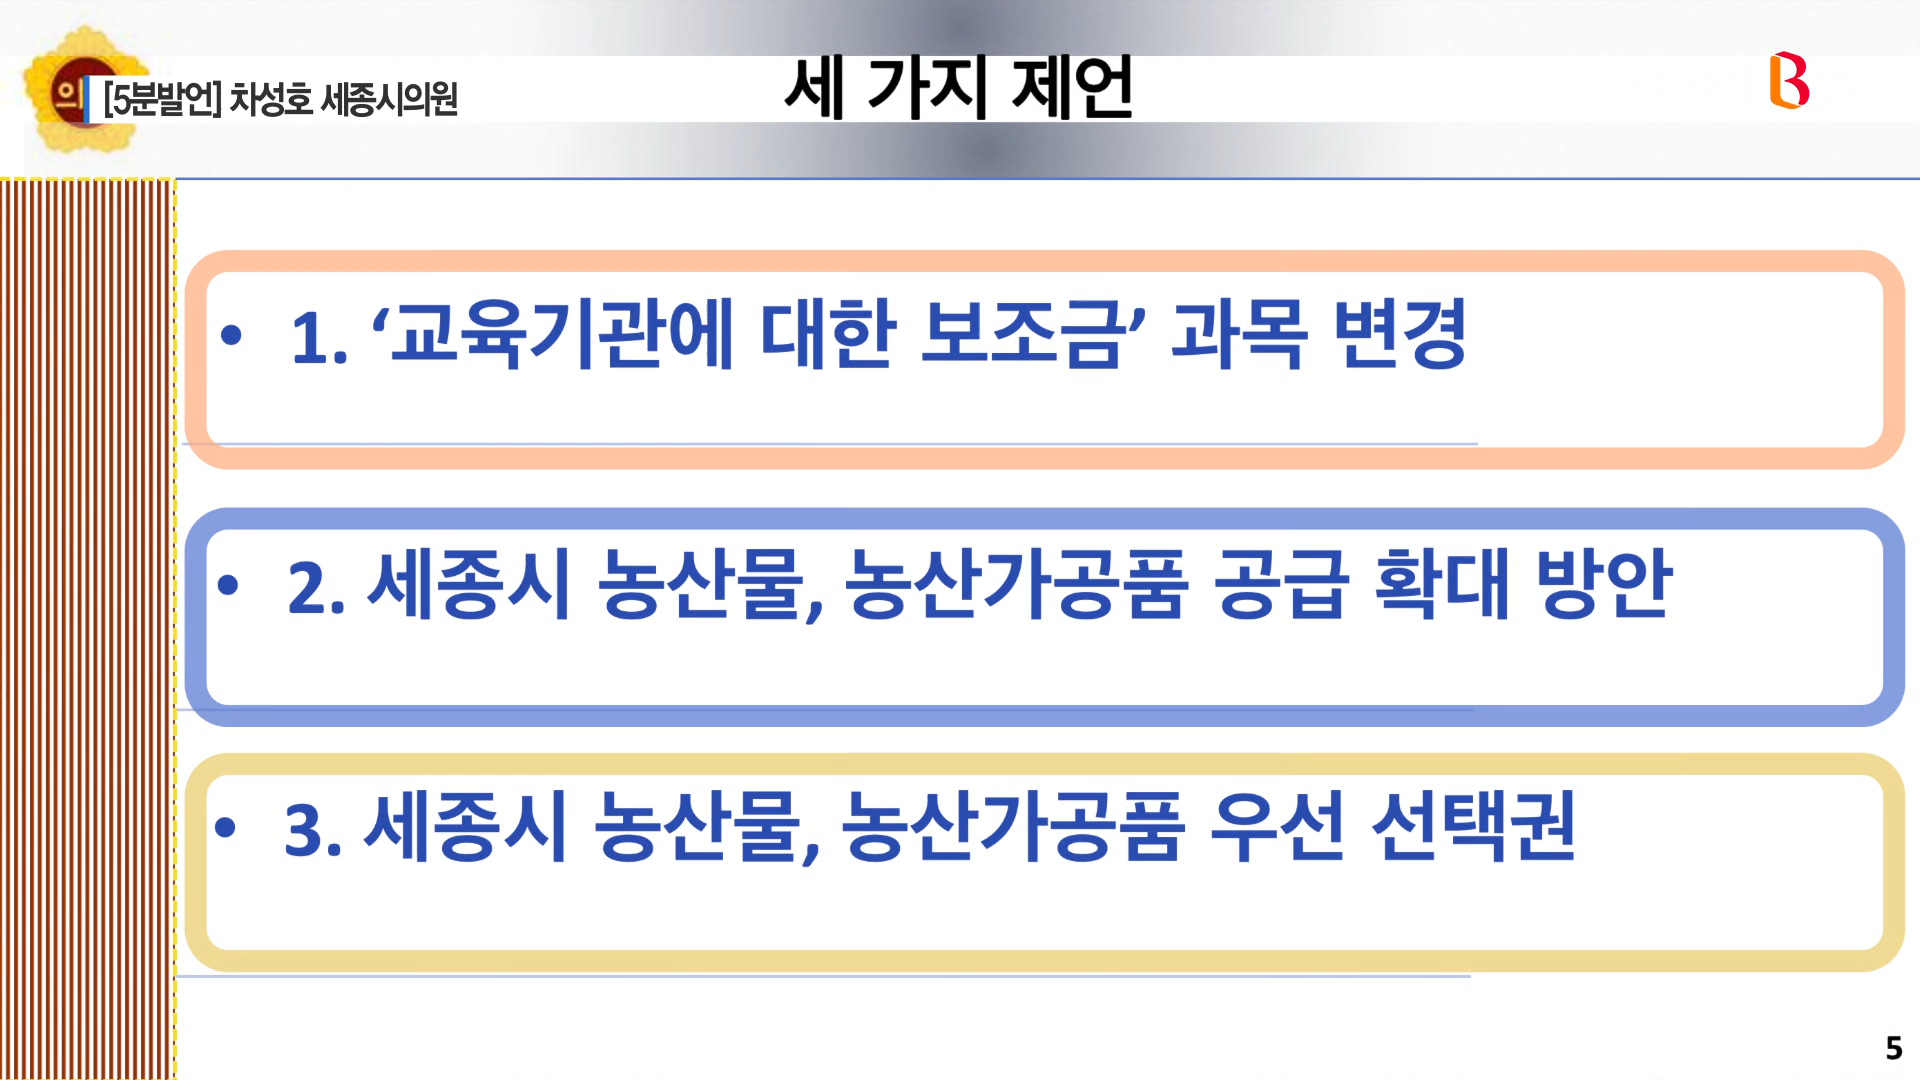 의
[5분발언] 차성호 세종시의원
세 가지 제언
B
• 1. ‘교육기관에 대한 보조금’ 과목 변경
• 2. 세종시 농산물, 농산가공품 공급 확대 방안
• 3. 세종시 농산물, 농산가공품 우선 선택권
5